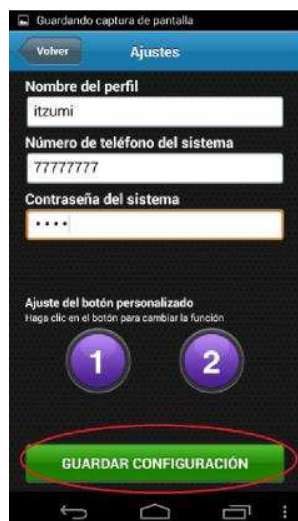 Guardando captura de pantalla
Volver
Ajustes
Nombre del perfil
itzumi
Número de teléfono del sistema
77777777
Contraseña del sistema
••••
Ajuste del botón personalizado
Haga clic en el botón para cambiar la función
1
2
GUARDAR CONFIGURACIÓN